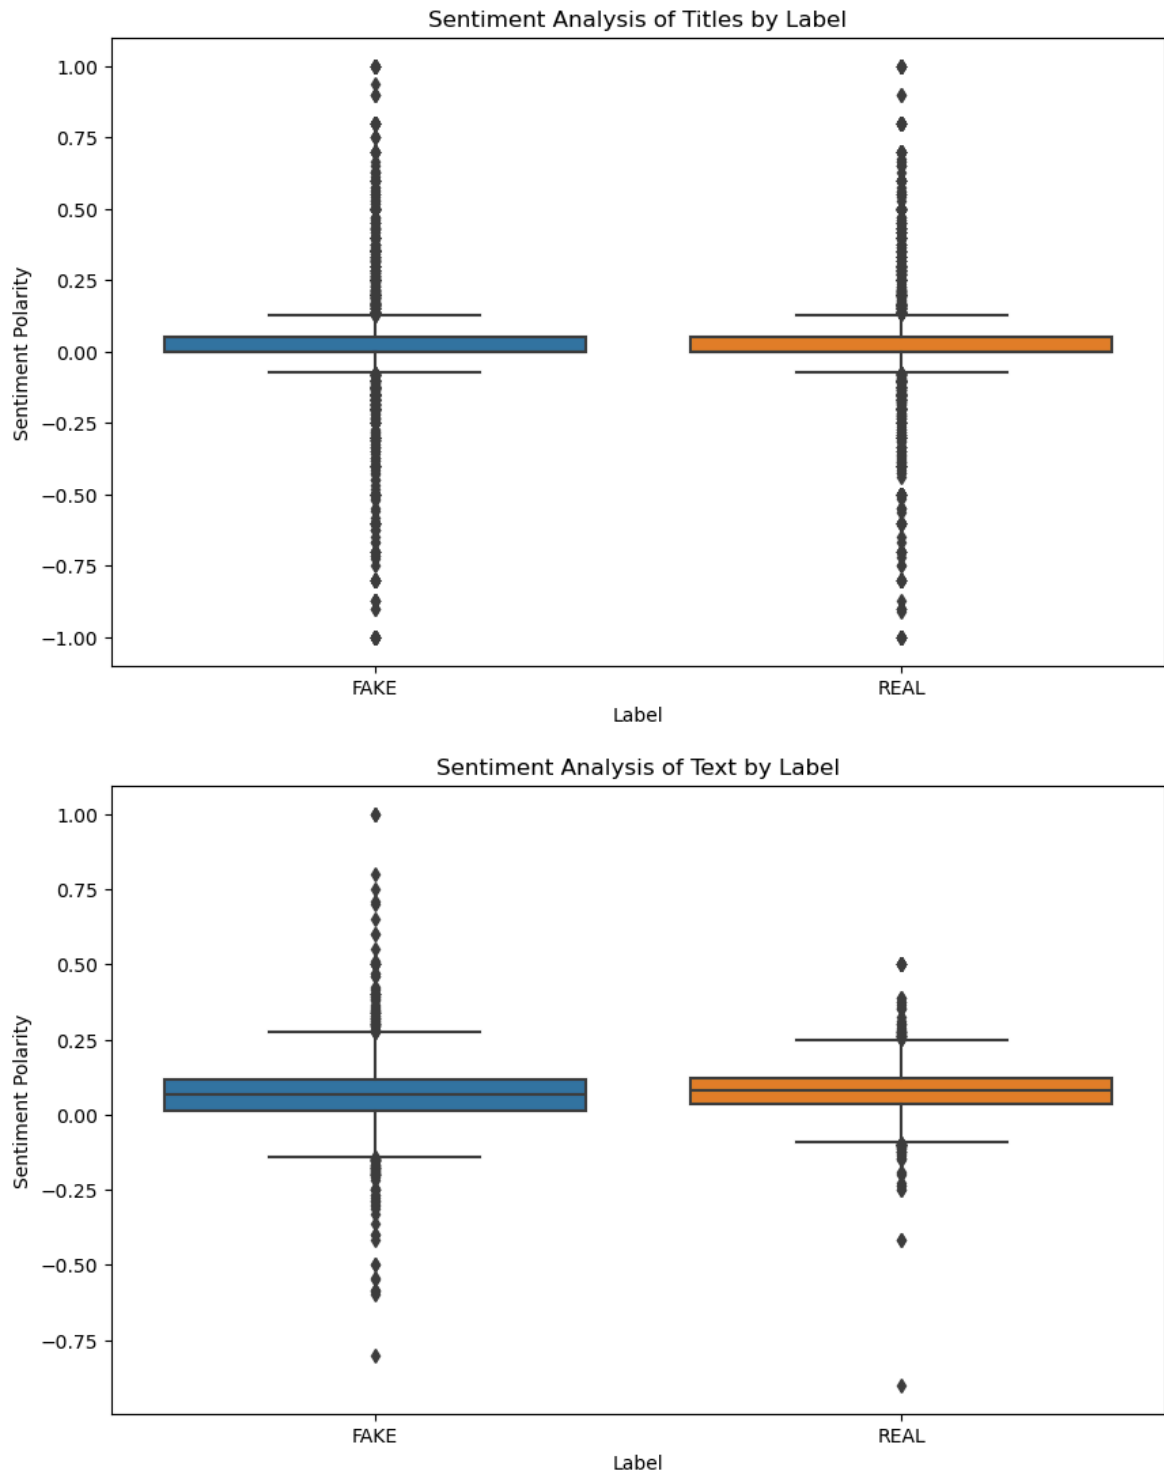 Sentiment Analysis of Titles by Label
1.00
0.75
0.50
0.25
0.00
−0.25
−0.50
−0.75
−1.00
Sentiment Polarity
FAKE REAL
Label
Sentiment Analysis of Text by Label
1.00
0.75
0.50
0.25
0.00
−0.25
−0.50
−0.75
Sentiment Polarity
FAKE REAL
Label